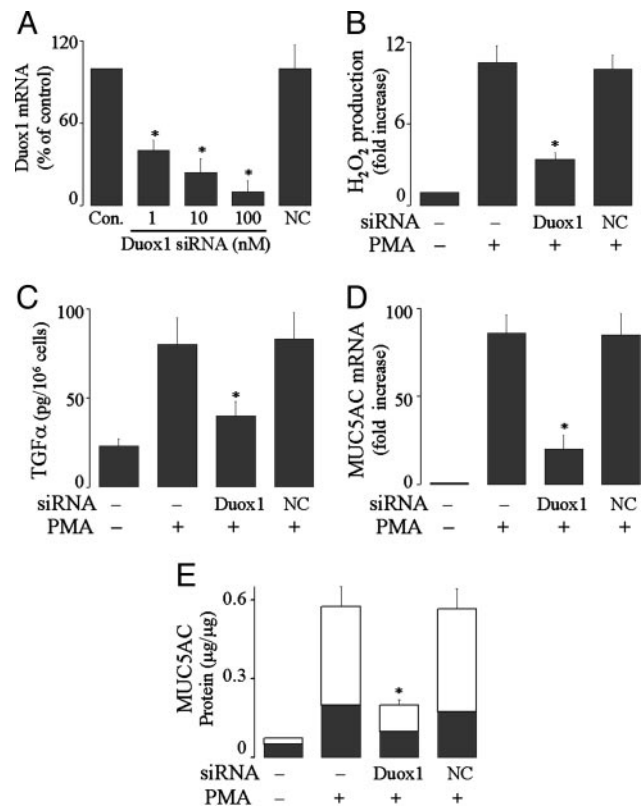 A
Duox1 mRNA
(% of control)
120
60
0
*
*
*
Con.
1
10
100
NC
Duox1 siRNA (nM)
B
H₂O₂ production
(fold increase)
12
6
0
*
siRNA – – Duox1 NC
PMA – + + +
C
TGFα (pg/10⁶ cells)
100
50
0
*
siRNA – – Duox1 NC
PMA – + + +
D
MUC5AC mRNA
(fold increase)
100
50
0
*
siRNA – – Duox1 NC
PMA – + + +
E
MUC5AC
Protein (µg/µg)
0.6
0.3
0
*
siRNA – – Duox1 NC
PMA – + + +